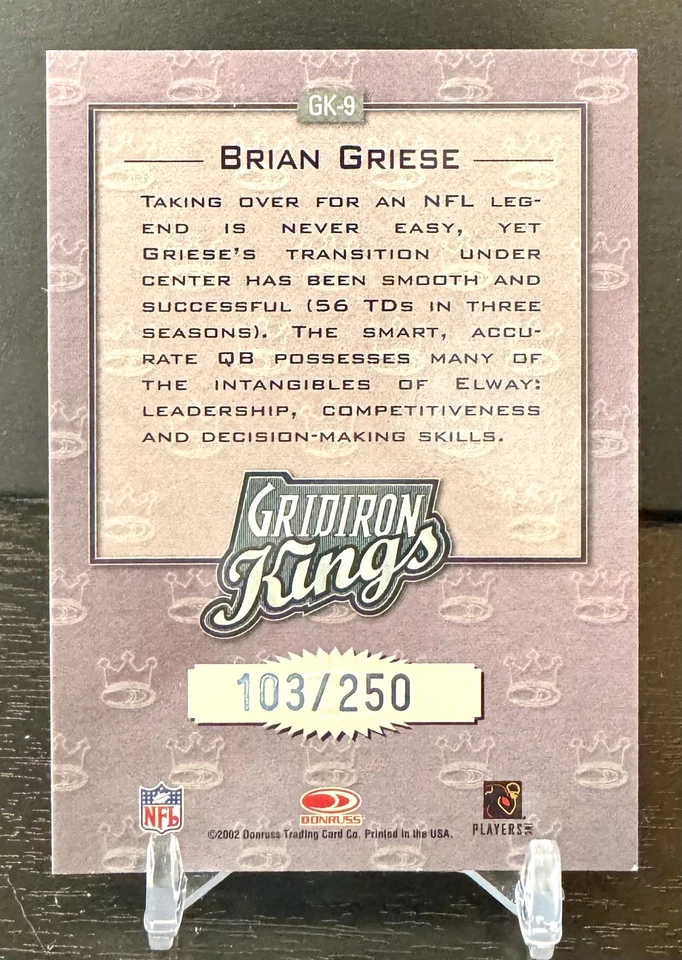 GK-9
BRIAN GRIESE
TAKING OVER FOR AN NFL LEG-
END IS NEVER EASY, YET
GRIESE'S TRANSITION UNDER
CENTER HAS BEEN SMOOTH AND
SUCCESSFUL (56 TDS IN THREE
SEASONS). THE SMART, ACCU-
RATE QB POSSESSES MANY OF
THE INTANGIBLES OF ELWAY:
LEADERSHIP, COMPETITIVENESS
AND DECISION-MAKING SKILLS.
GRIDIRON
Kings
103/250
NFL
DONRUSS
PLAYERS INC
©2002 Donruss Trading Card Co. Printed in the USA.